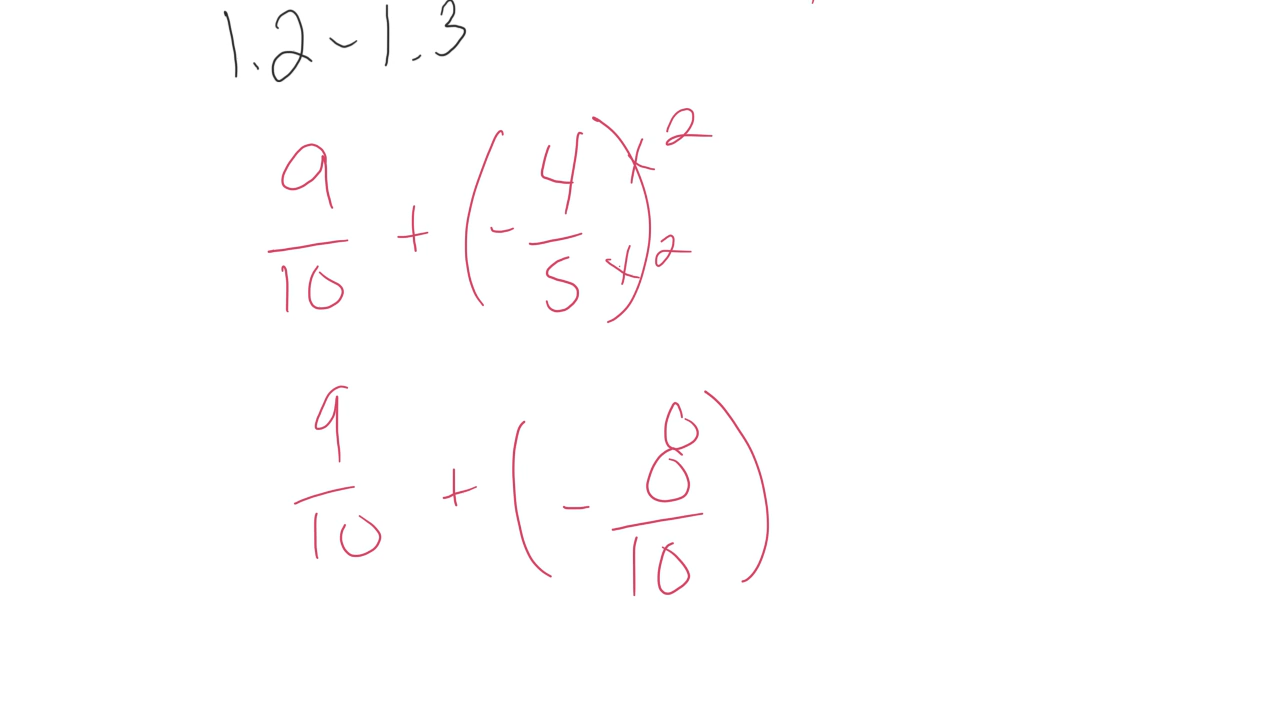 1.2-1.3
9/10 + (-4/5)×2 ×2
9/10 + (-8/10)